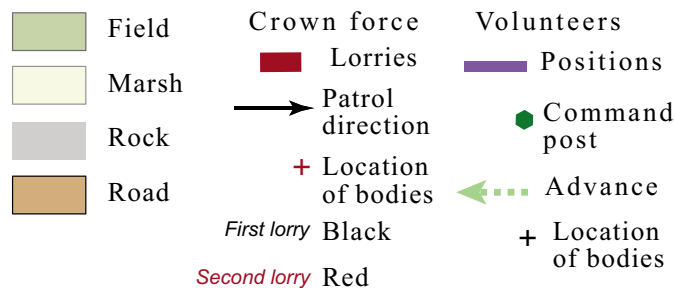 Field
Marsh
Rock
Road
Crown force
Lorries
Patrol
direction
+ Location
of bodies
First lorry Black
Second lorry Red
Volunteers
Positions
Command
post
Advance
+ Location
of bodies